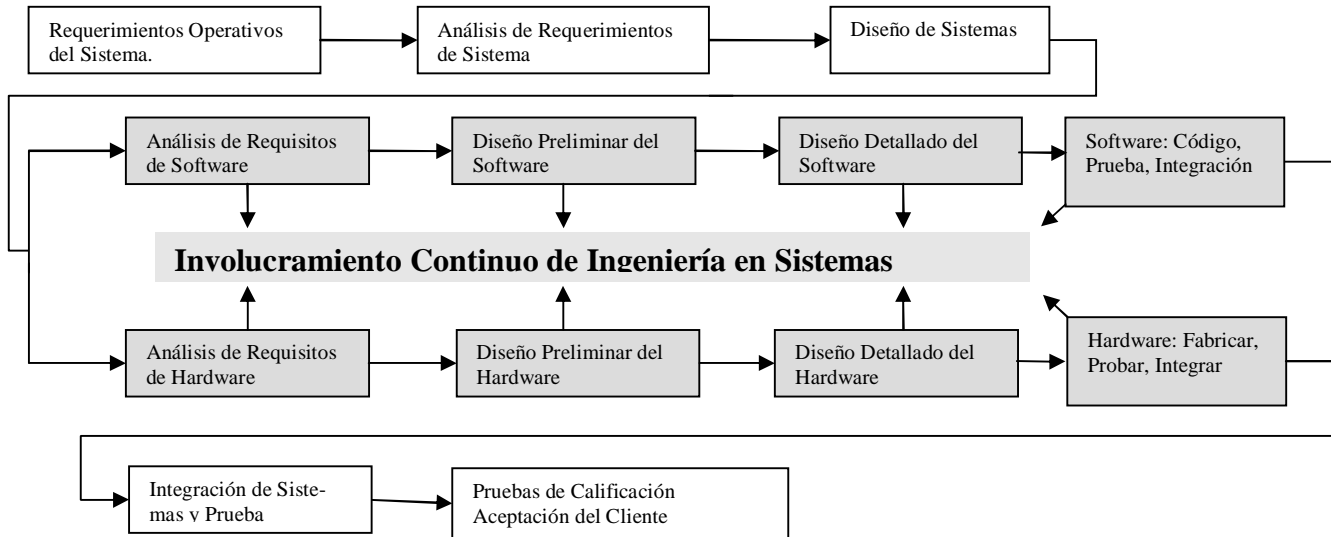 Requerimientos Operativos
del Sistema.
Análisis de Requerimientos
de Sistema
Diseño de Sistemas
Análisis de Requisitos
de Software
Diseño Preliminar del
Software
Diseño Detallado del
Software
Software: Código,
Prueba, Integración
Involucramiento Continuo de Ingeniería en Sistemas
Análisis de Requisitos
de Hardware
Diseño Preliminar del
Hardware
Diseño Detallado del
Hardware
Hardware: Fabricar,
Probar, Integrar
Integración de Siste-
mas y Prueba
Pruebas de Calificación
Aceptación del Cliente